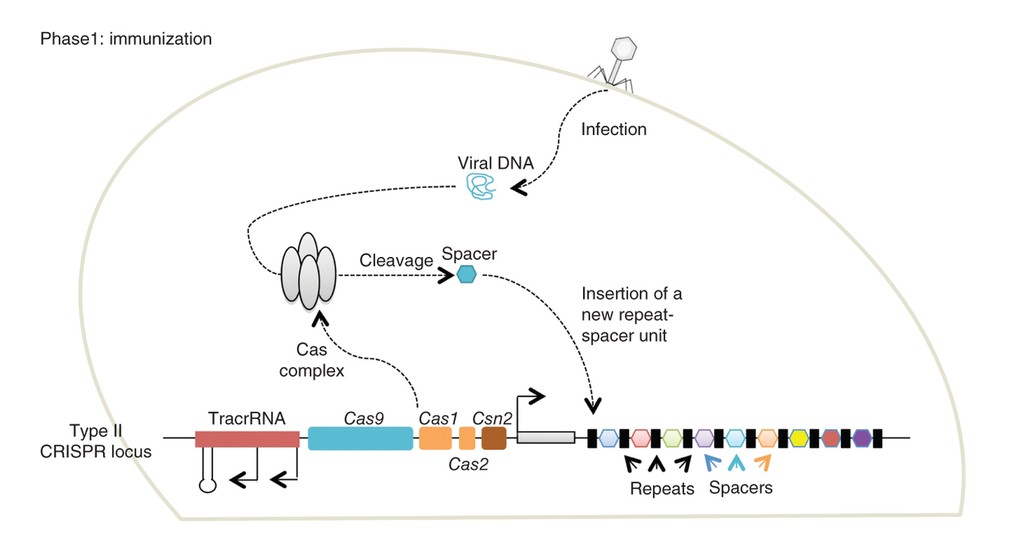 Phase1: immunization
Infection
Viral DNA
Cleavage
Spacer
Insertion of a
new repeat-
spacer unit
Cas
complex
TracrRNA
Cas9
Cas1
Csn2
Type II
CRISPR locus
Cas2
Repeats
Spacers